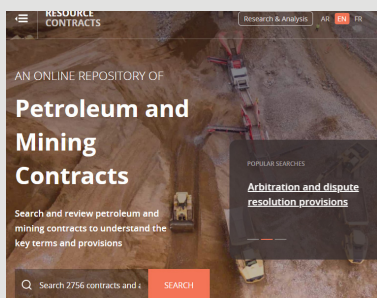 RESOURCE
CONTRACTS
Research & Analysis AR EN FR
AN ONLINE REPOSITORY OF
Petroleum and
Mining
Contracts
Search and review petroleum and
mining contracts to understand the
key terms and provisions
POPULAR SEARCHES
Arbitration and dispute
resolution provisions
Search 2756 contracts and
SEARCH